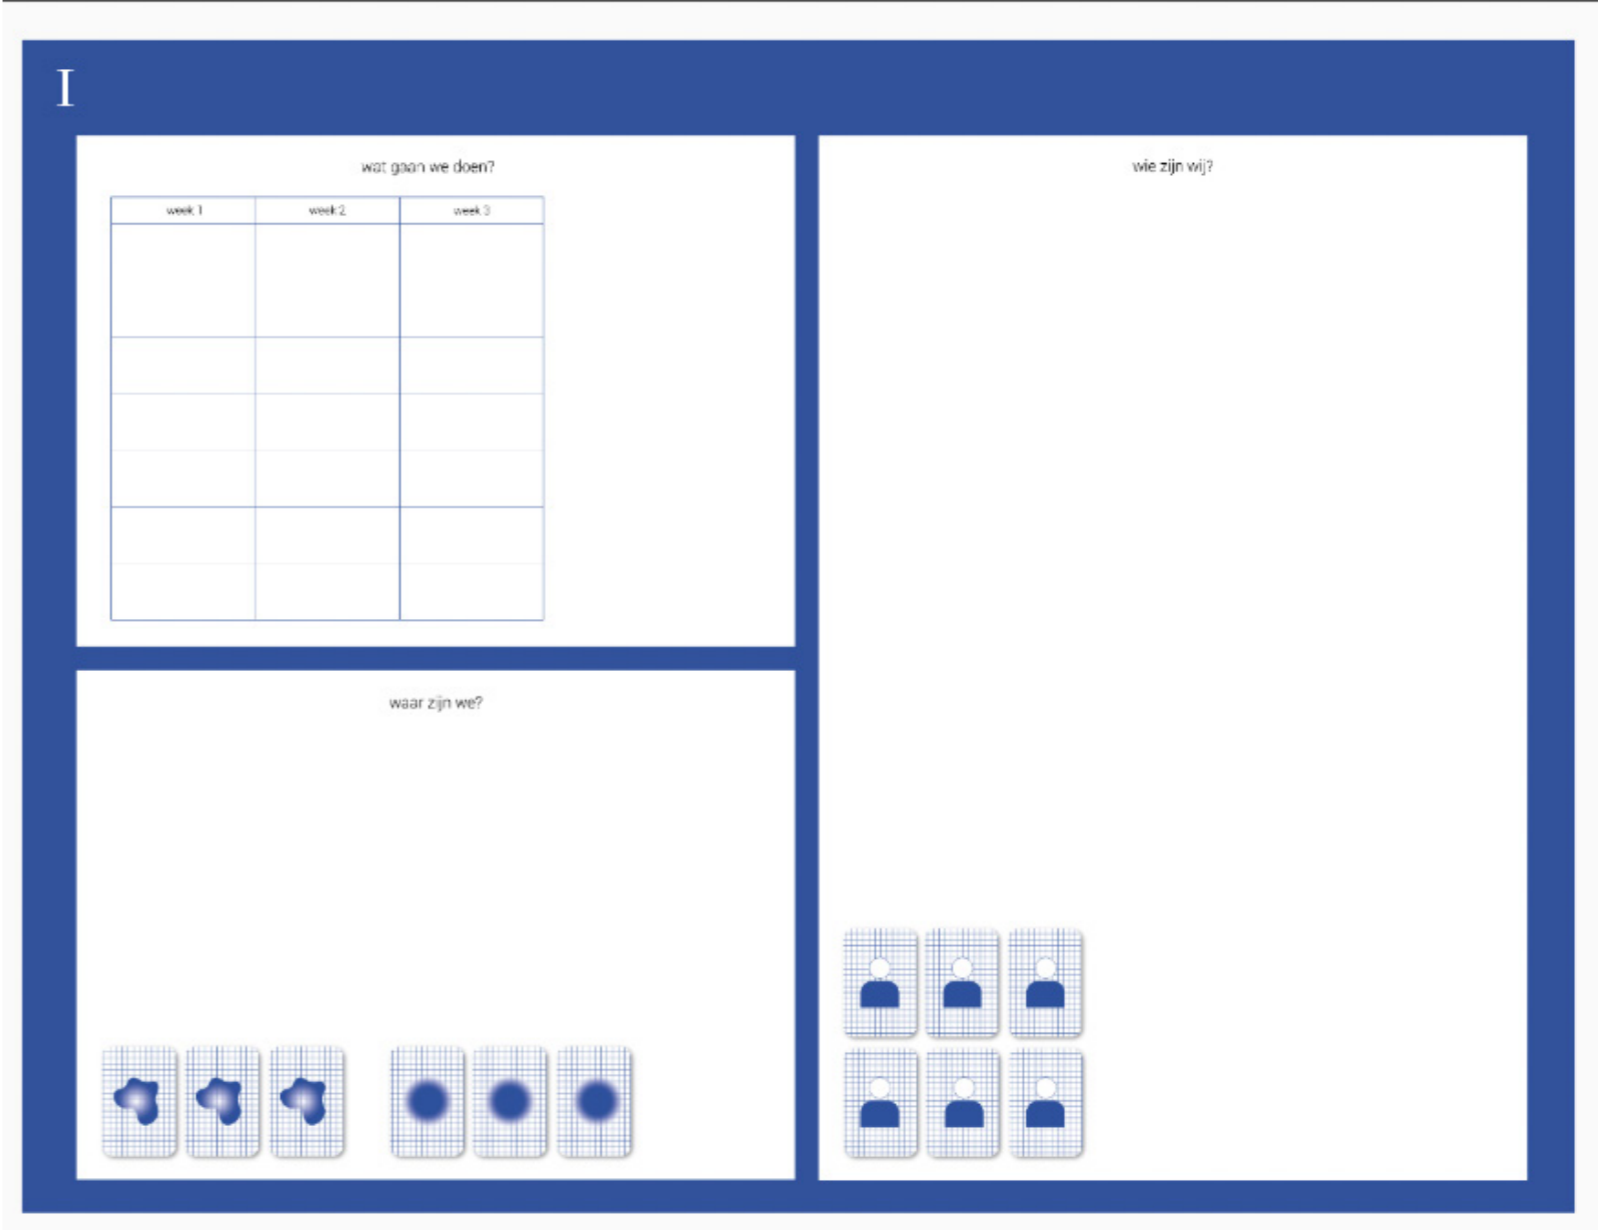 I
wat gaan we doen?
week 1
week 2
week 3
waar zijn we?
wie zijn wij?